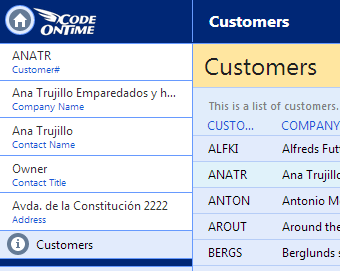 CODE
ONTIME
Customers
ANATR
Customer#
Ana Trujillo Emparedados y h...
Company Name
Ana Trujillo
Contact Name
Owner
Contact Title
Avda. de la Constitución 2222
Address
Customers
Customers
This is a list of customers.
CUSTO... COMPANY
ALFKI Alfreds Fut
ANATR Ana Trujillo
ANTON Antonio M
AROUT Around the
BERGS Berglunds s